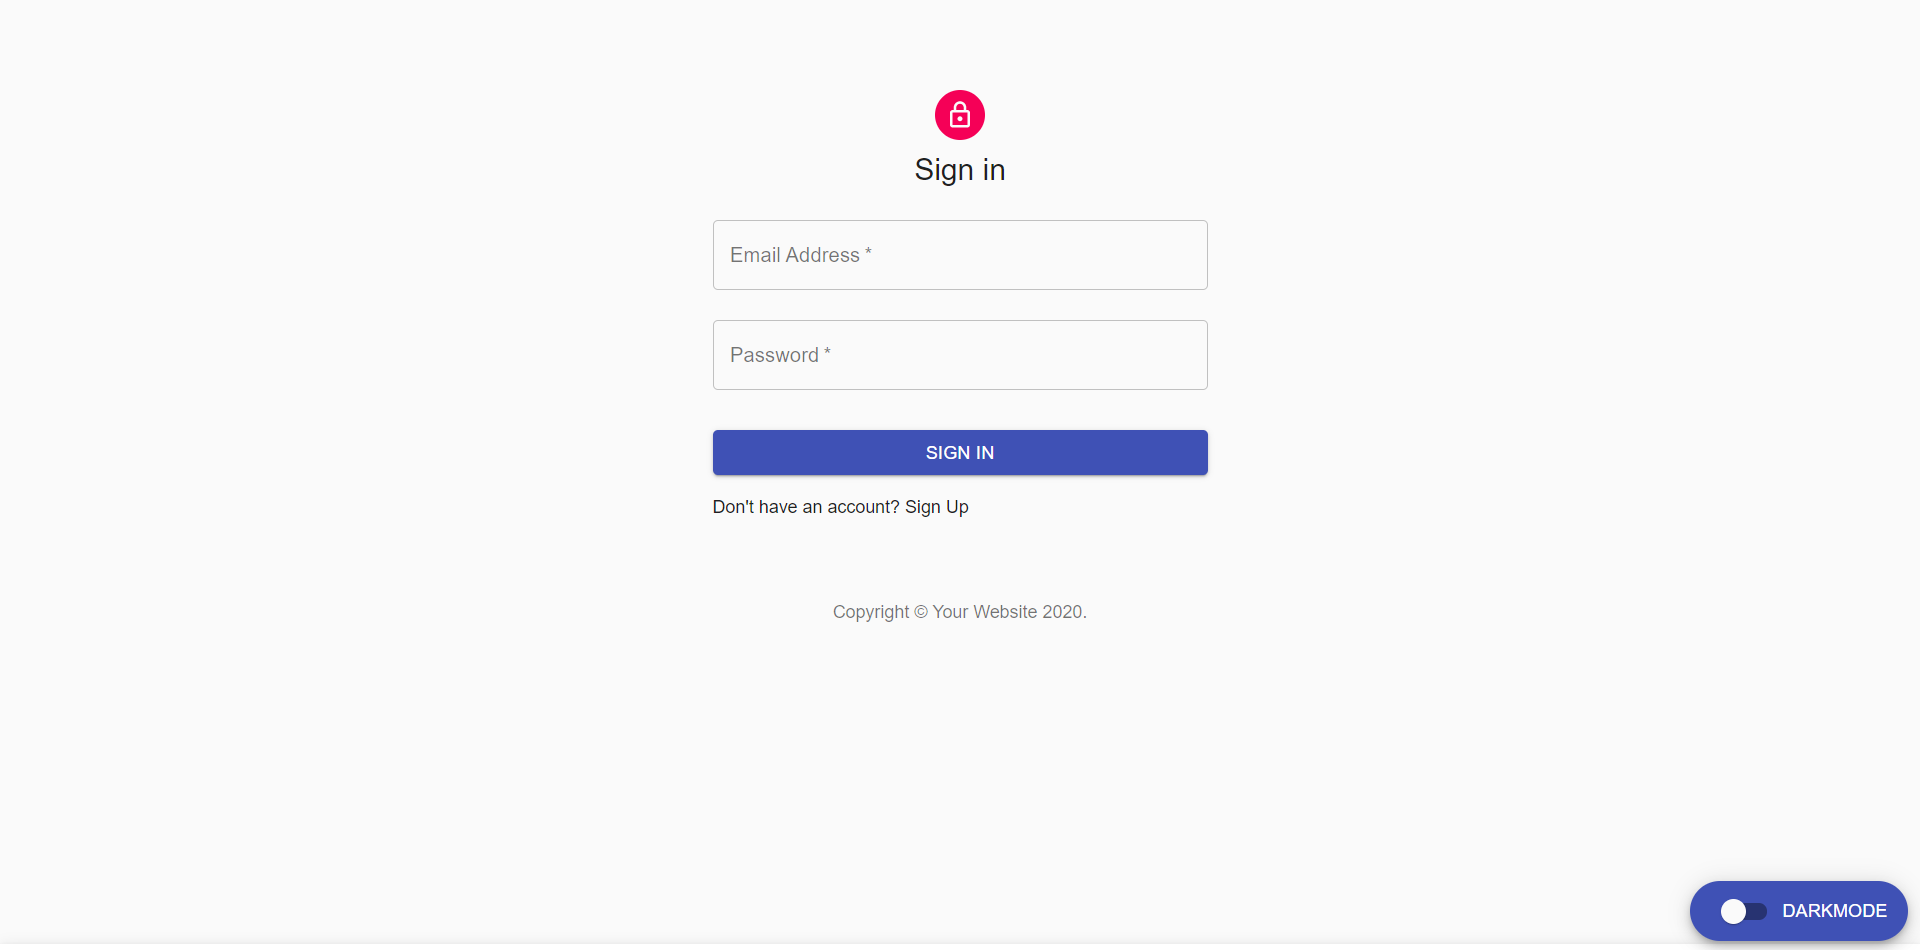 Sign in
Email Address *
Password *
SIGN IN
Don't have an account? Sign Up
Copyright © Your Website 2020.
DARKMODE